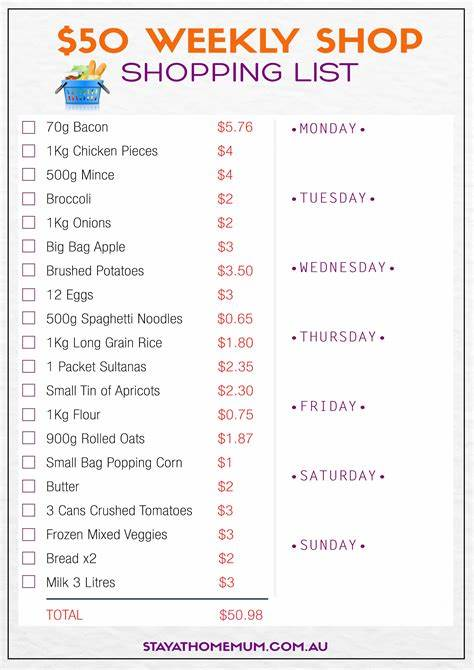 $50 WEEKLY SHOP
SHOPPING LIST
70g Bacon $5.76
1Kg Chicken Pieces $4
500g Mince $4
Broccoli $2
1Kg Onions $2
Big Bag Apple $3
Brushed Potatoes $3.50
12 Eggs $3
500g Spaghetti Noodles $0.65
1Kg Long Grain Rice $1.80
1 Packet Sultanas $2.35
Small Tin of Apricots $2.30
1Kg Flour $0.75
900g Rolled Oats $1.87
Small Bag Popping Corn $1
Butter $2
3 Cans Crushed Tomatoes $3
Frozen Mixed Veggies $3
Bread x2 $2
Milk 3 Litres $3
TOTAL $50.98
•MONDAY•
•TUESDAY•
•WEDNESDAY•
•THURSDAY•
•FRIDAY•
•SATURDAY•
•SUNDAY•
STAYATHOMEMUM.COM.AU